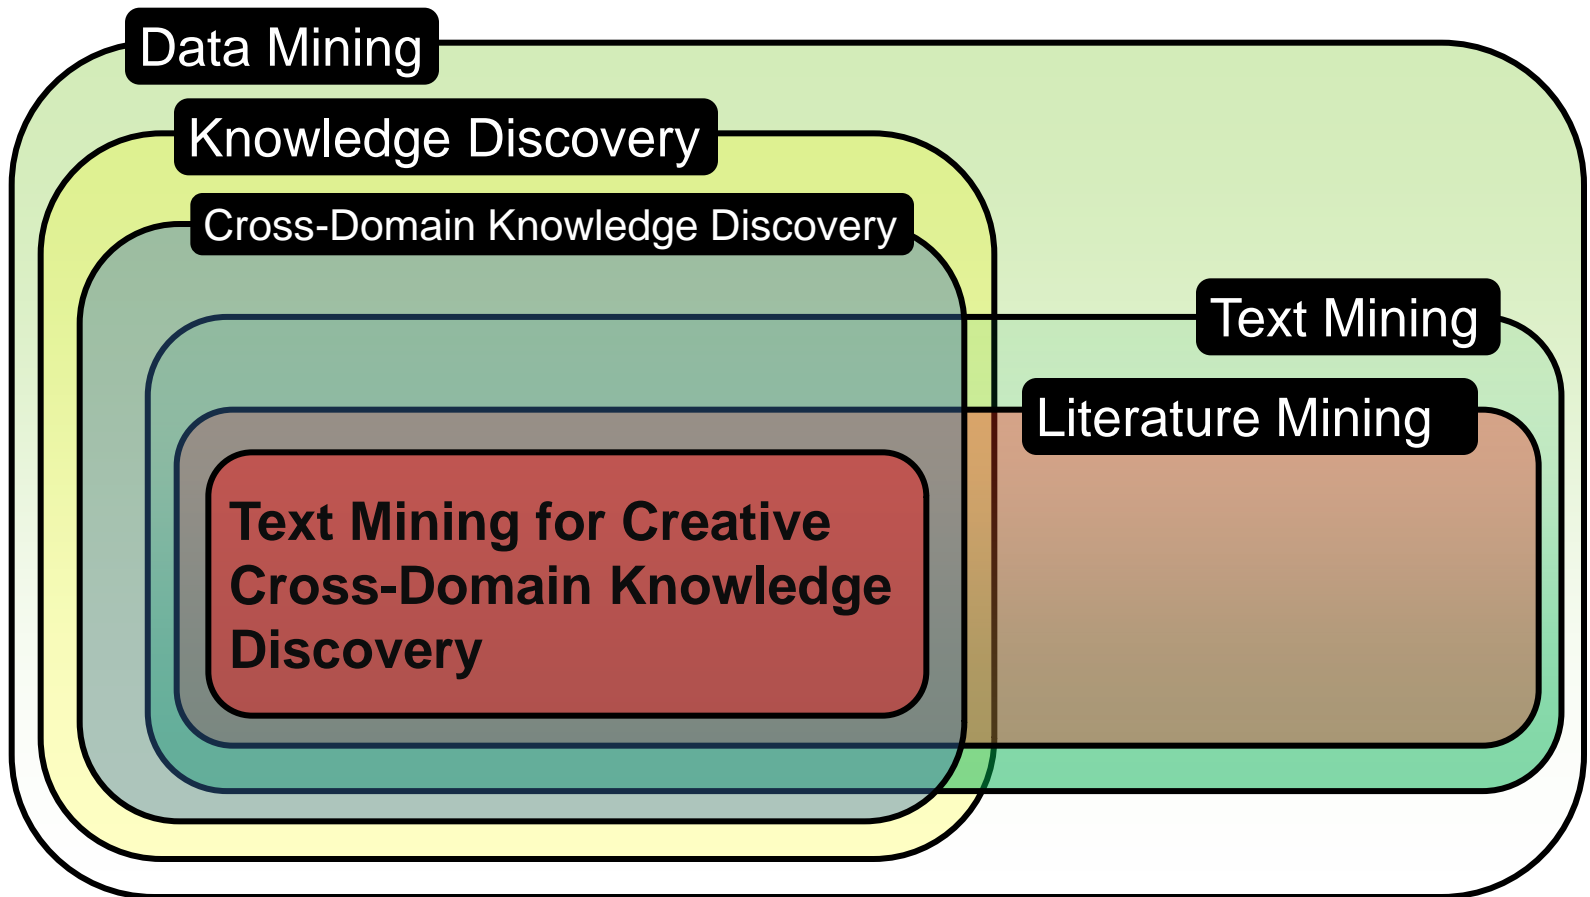 Data Mining
Knowledge Discovery
Cross-Domain Knowledge Discovery
Text Mining
Literature Mining
Text Mining for Creative
Cross-Domain Knowledge
Discovery